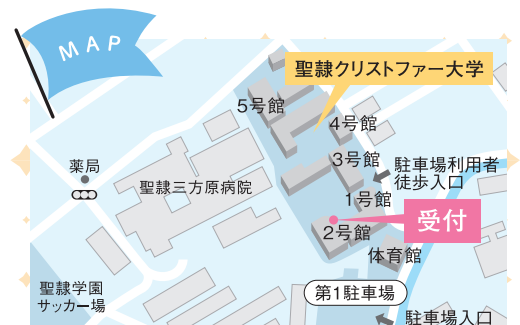 MAP
聖隷クリストファー大学
5号館
4号館
3号館
薬局
駐車場利用者
徒歩入口
聖隷三方原病院
1号館
受付
2号館
体育館
聖隷学園
サッカー場
第1駐車場
駐車場入口